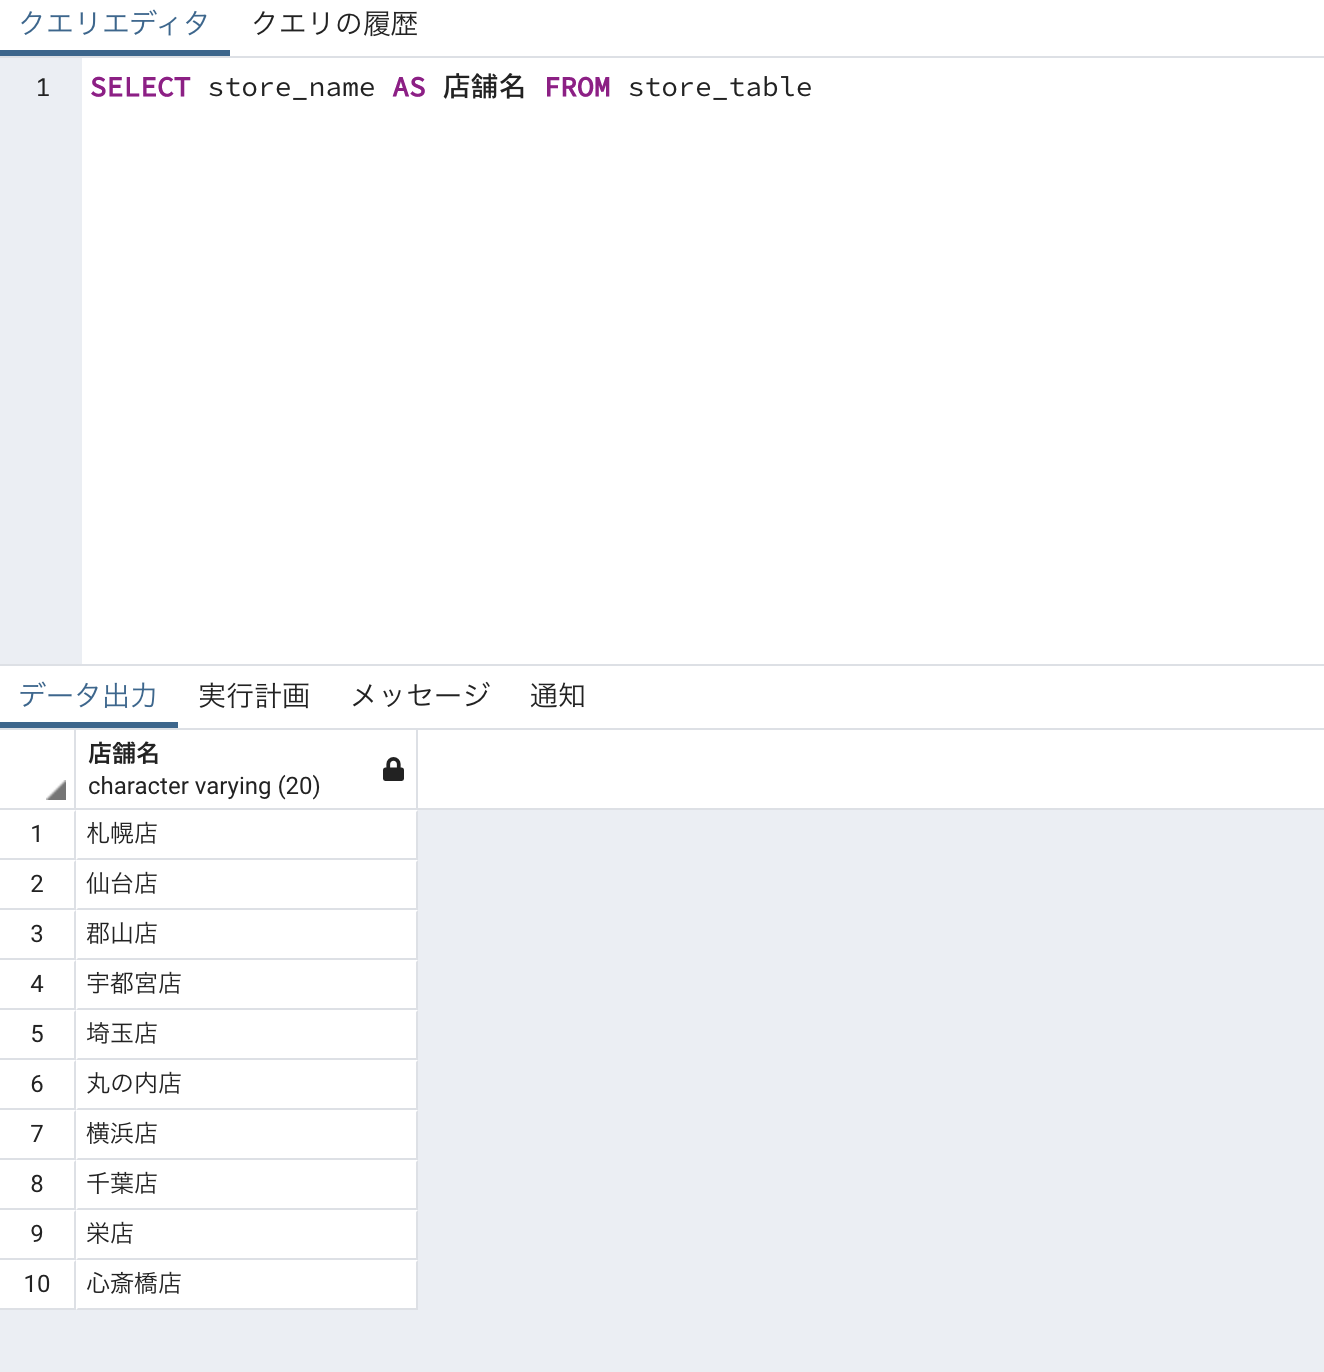 クエリエディタ クエリの履歴
1 SELECT store_name AS 店舗名 FROM store_table
データ出力 実行計画 メッセージ 通知
店舗名
character varying (20)
1 札幌店
2 仙台店
3 郡山店
4 宇都宮店
5 埼玉店
6 丸の内店
7 横浜店
8 千葉店
9 栄店
10 心斎橋店